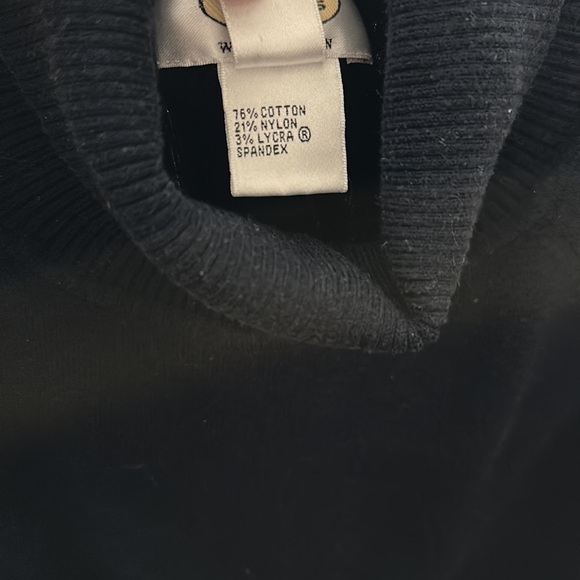 76% COTTON
21% NYLON
3% LYCRA ®
SPANDEX